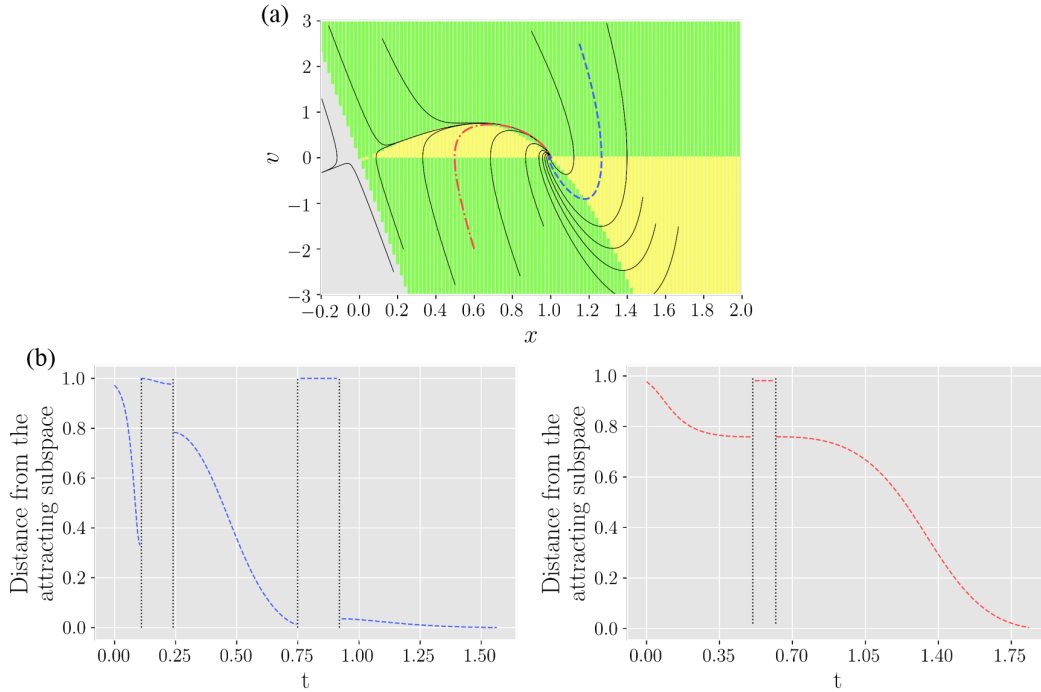 (a)
3
2
1
0
−1
−2
−3
v
−0.2 0.0 0.2 0.4 0.6 0.8 1.0 1.2 1.4 1.6 1.8 2.0
x
(b)
Distance from the
attracting subspace
1.0
0.8
0.6
0.4
0.2
0.0
0.00 0.25 0.50 0.75 1.00 1.25 1.50
t
Distance from the
attracting subspace
1.0
0.8
0.6
0.4
0.2
0.0
0.00 0.35 0.70 1.05 1.40 1.75
t